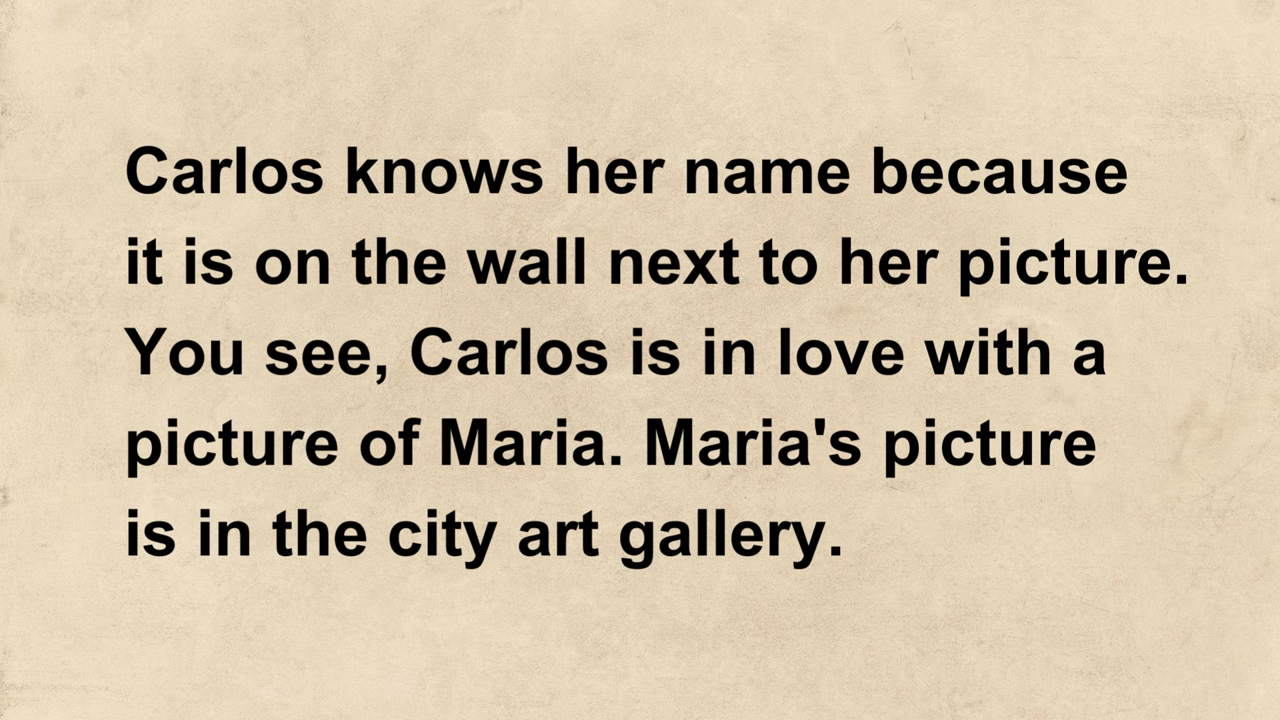 Carlos knows her name because
it is on the wall next to her picture.
You see, Carlos is in love with a
picture of Maria. Maria's picture
is in the city art gallery.